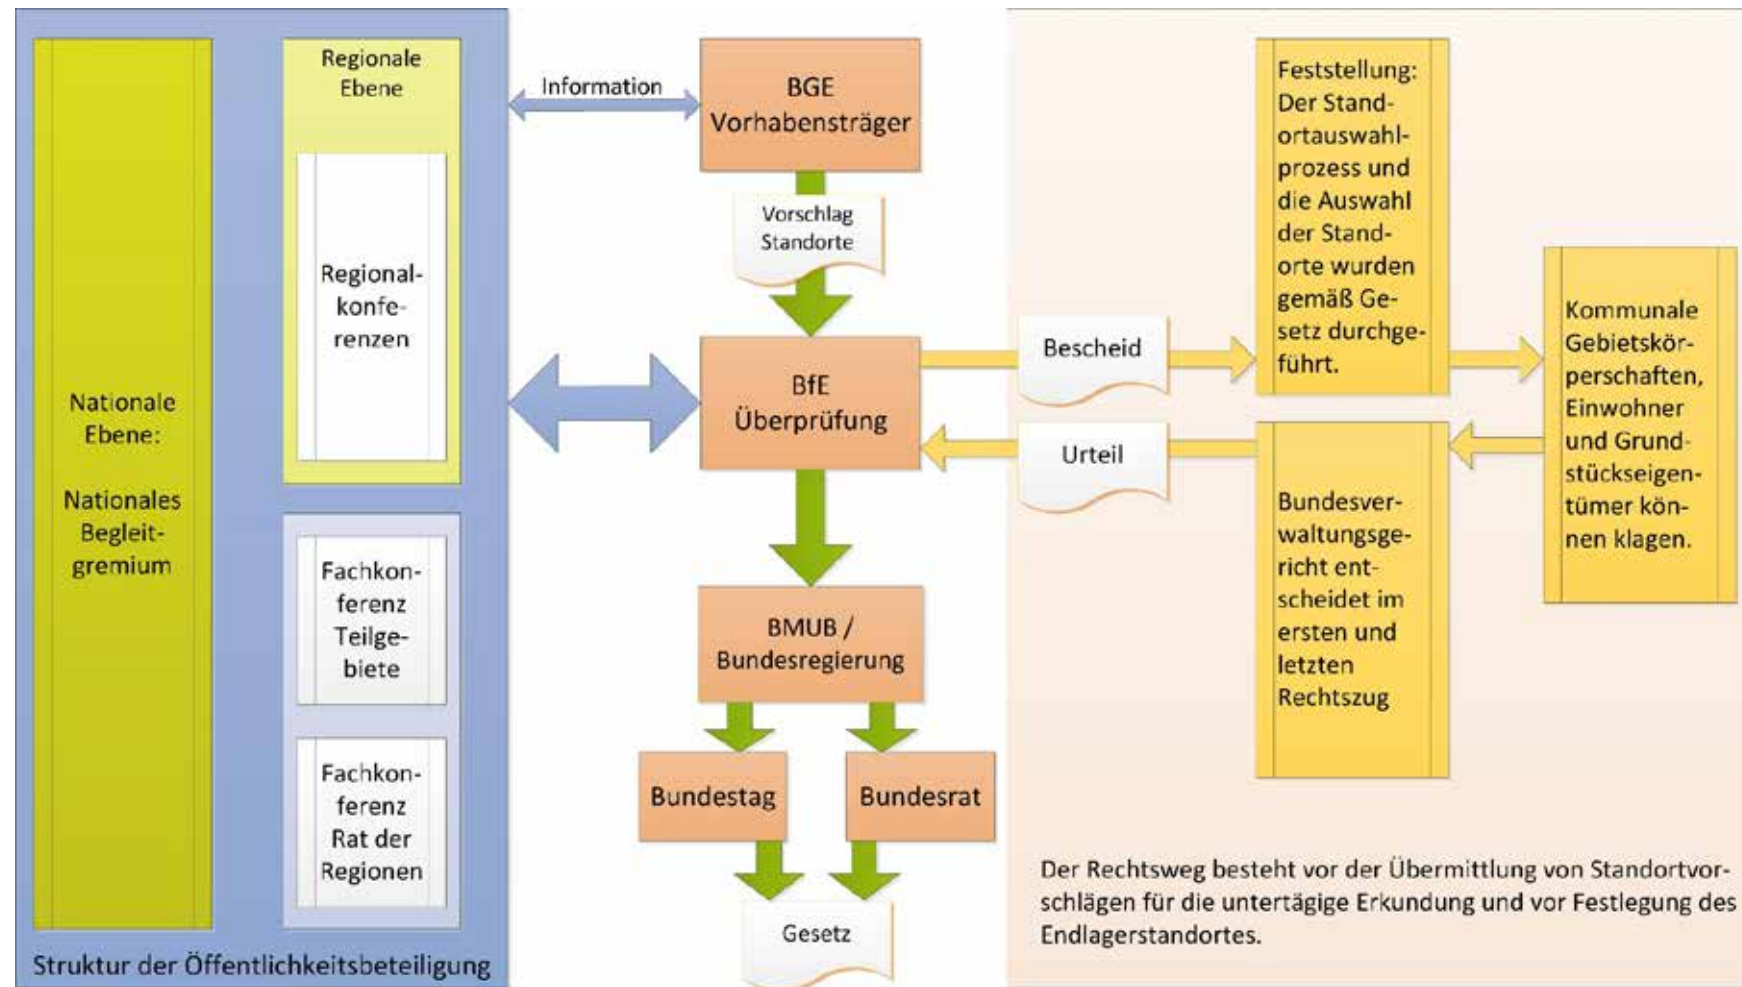 Nationale
Ebene:
Nationales
Begleit-
gremium
Regionale
Ebene
Regional-
konfe-
renzen
Fachkon-
ferenz
Teilge-
biete
Fachkon-
ferenz
Rat der
Regionen
Struktur der Öffentlichkeitsbeteiligung
Information
BGE
Vorhabensträger
Vorschlag
Standorte
BfE
Überprüfung
BMUB /
Bundesregierung
Bundestag
Bundesrat
Gesetz
Bescheid
Urteil
Feststellung:
Der Stand-
ortauswahl-
prozess und
die Auswahl
der Stand-
orte wurden
gemäß Ge-
setz durchge-
führt.
Kommunale
Gebietskör-
perschaften,
Einwohner
und Grund-
stückseigen-
tümer kön-
nen klagen.
Bundesver-
waltungsge-
richt ent-
scheidet im
ersten und
letzten
Rechtszug
Der Rechtsweg besteht vor der Übermittlung von Standortvor-
schlägen für die untertägige Erkundung und vor Festlegung des
Endlagerstandortes.